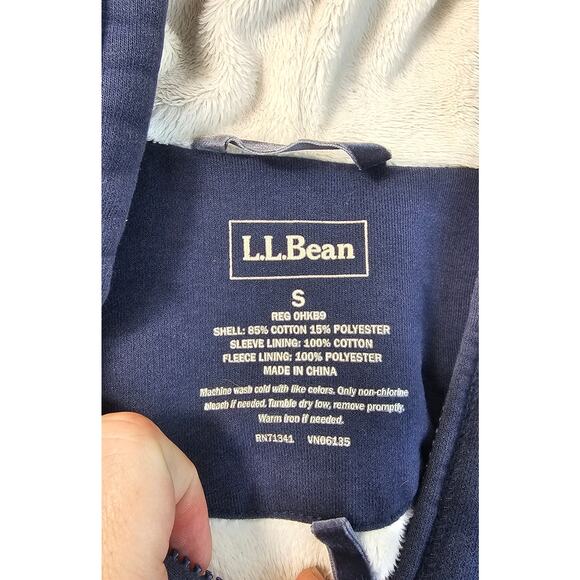 L.L.Bean
S
REG 0HKB9
SHELL: 85% COTTON 15% POLYESTER
SLEEVE LINING: 100% COTTON
FLEECE LINING: 100% POLYESTER
MADE IN CHINA
Machine wash cold with like colors. Only non-chlorine
bleach if needed. Tumble dry low, remove promptly.
Warm iron if needed.
RN71341 VN06135